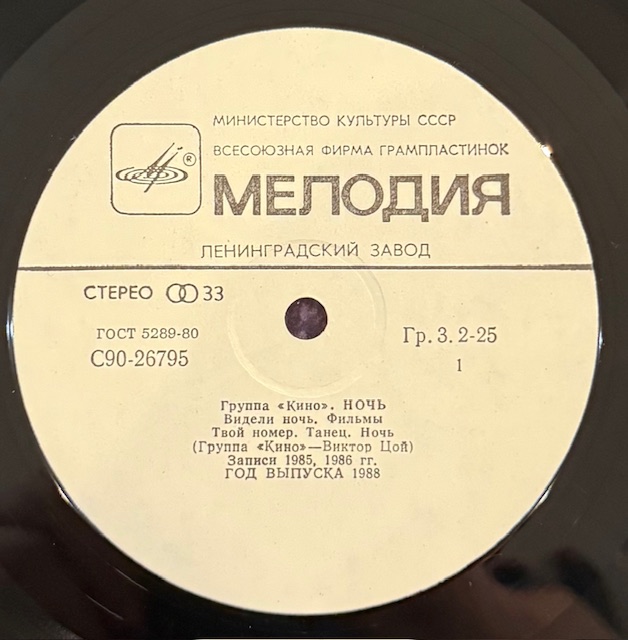 МИНИСТЕРСТВО КУЛЬТУРЫ СССР
ВСЕСОЮЗНАЯ ФИРМА ГРАМПЛАСТИНОК
®
МЕЛОДИЯ
ЛЕНИНГРАДСКИЙ ЗАВОД
СТЕРЕО 33
ГОСТ 5289-80
С90-26795
Гр. 3. 2-25
1
Группа «Кино». НОЧЬ
Видели ночь. Фильмы
Твой номер. Танец. Ночь
(Группа «Кино»—Виктор Цой)
Записи 1985, 1986 гг.
ГОД ВЫПУСКА 1988